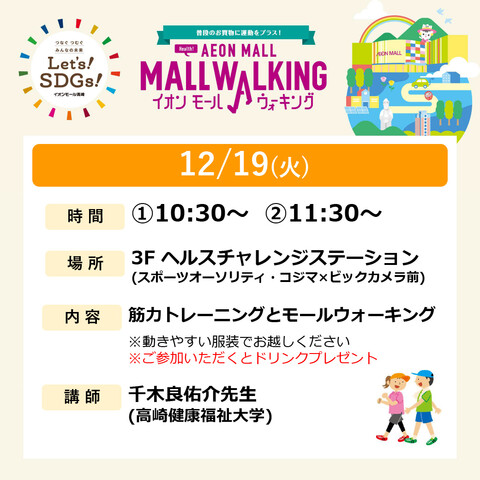 つなぐ つむぐ
みんなの未来
Let's!
SDGs!
イオンモール高崎
普段のお買物に運動をプラス!
Health!
AEON MALL
MALLWALKING
イオン モール ウォーキング
AEON MALL
12/19(火)
時間 ①10:30～ ②11:30～
場所 3F ヘルスチャレンジステーション
(スポーツオーソリティ・コジマ×ビックカメラ前)
内容 筋力トレーニングとモールウォーキング
※動きやすい服装でお越しください
※ご参加いただくとドリンクプレゼント
講師 千木良佑介先生
(高崎健康福祉大学)